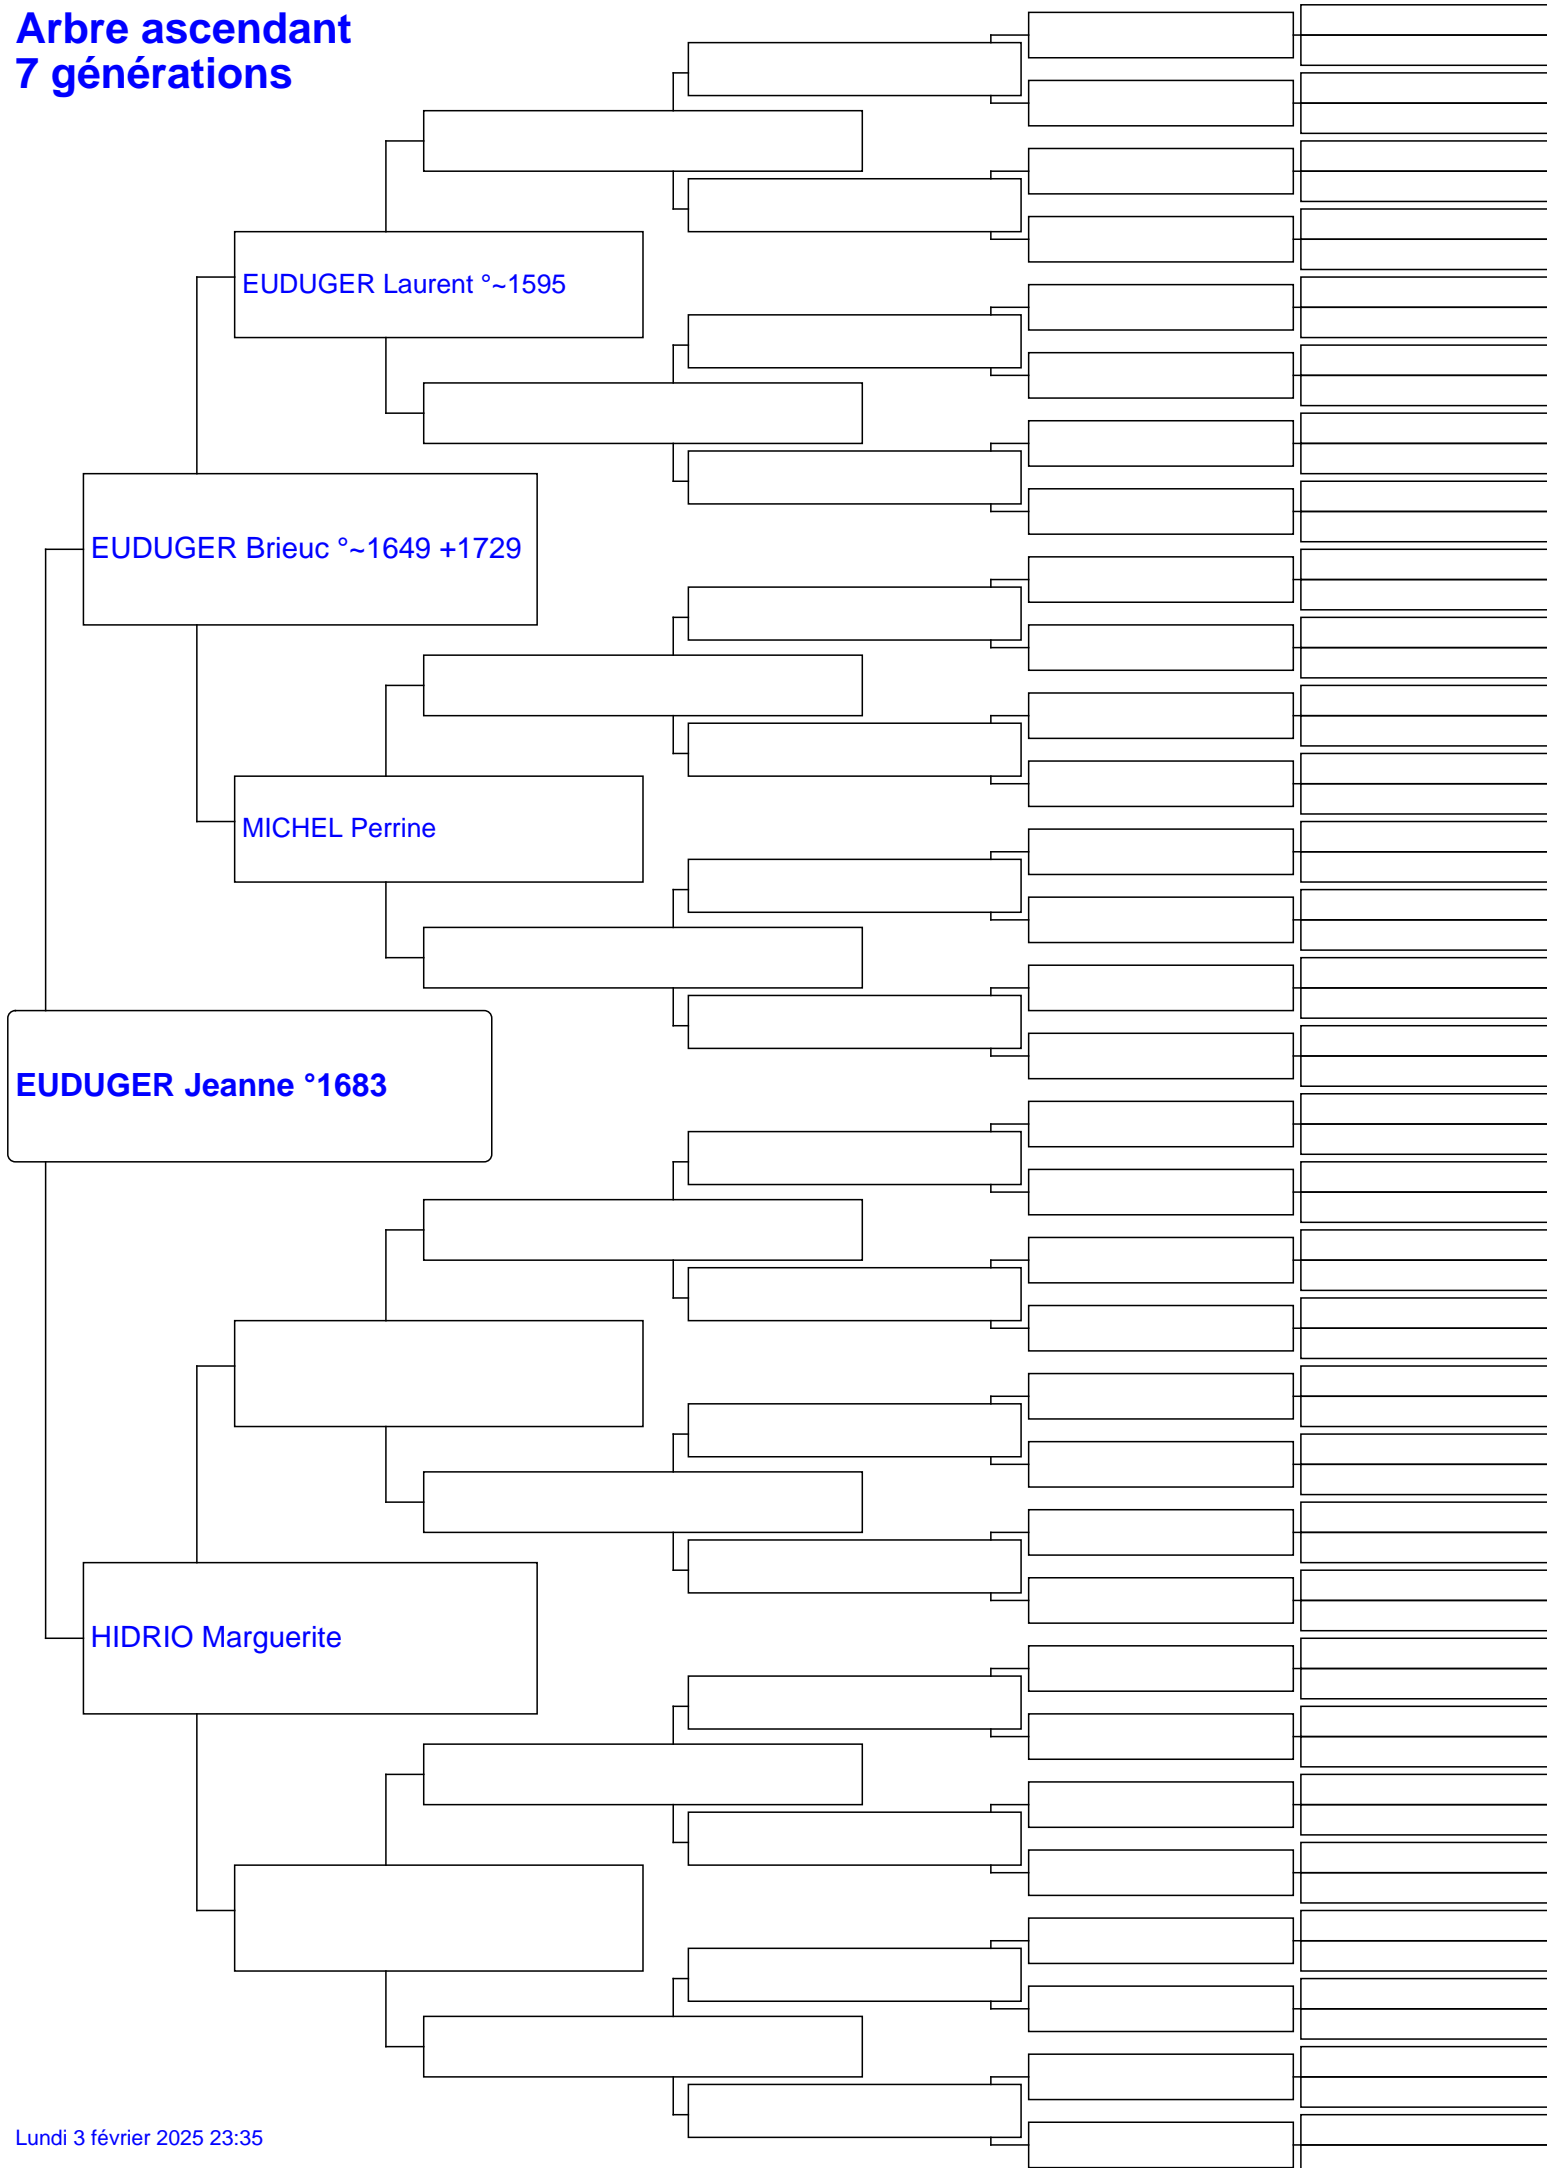 Arbre ascendant
7 générations
EUDUGER Laurent °~1595
EUDUGER Brieuc °~1649 +1729
MICHEL Perrine
EUDUGER Jeanne °1683
HIDRIO Marguerite
Lundi 3 février 2025 23:35